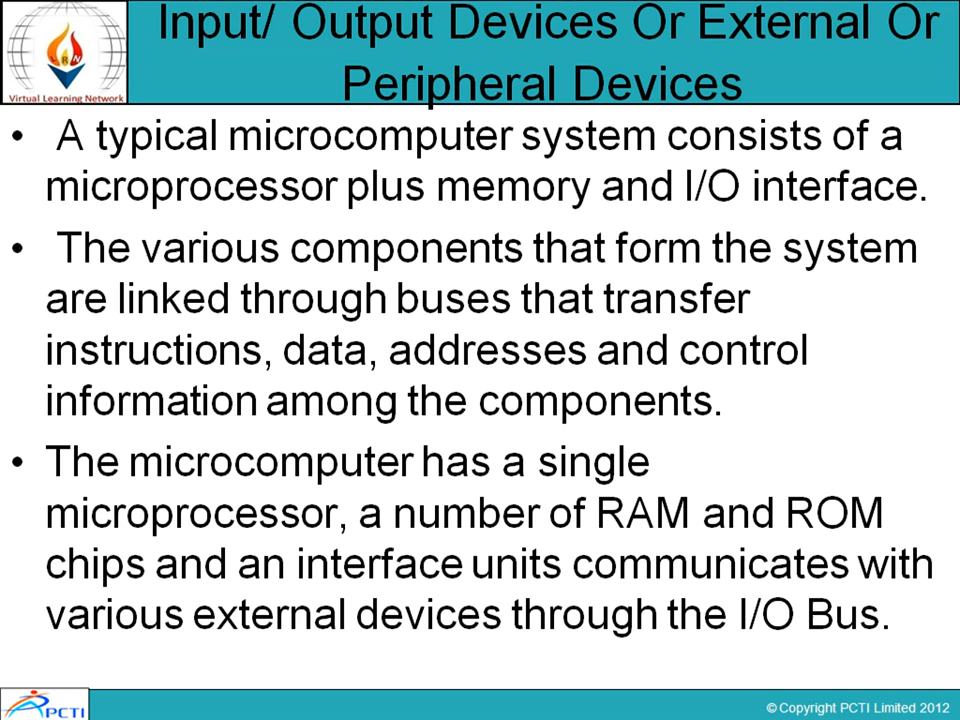 Input/ Output Devices Or External Or
Peripheral Devices
RN
Virtual Learning Network
• A typical microcomputer system consists of a
microprocessor plus memory and I/O interface.
• The various components that form the system
are linked through buses that transfer
instructions, data, addresses and control
information among the components.
• The microcomputer has a single
microprocessor, a number of RAM and ROM
chips and an interface units communicates with
various external devices through the I/O Bus.
PCTI
© Copyright PCTI Limited 2012